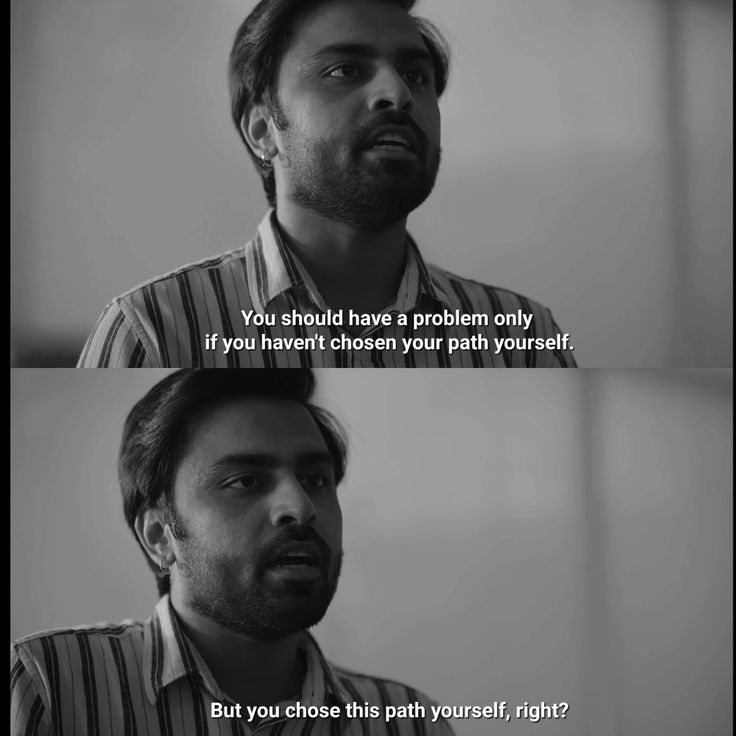 You should have a problem only
if you haven't chosen your path yourself.
But you chose this path yourself, right?